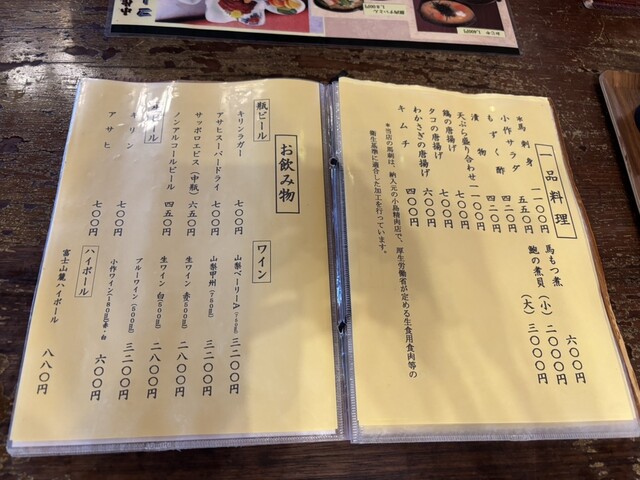 一品料理
*馬刺身 一一〇〇円
小作サラダ 五五〇円
もずく酢 四二〇円
漬物 四二〇円
天ぷら盛り合わせ 一一〇〇円
鶏の唐揚げ 七〇〇円
タコの唐揚げ 七〇〇円
わかさぎの唐揚げ 六〇〇円
キムチ 四〇〇円
*当店の馬刺は、納入元の小島精肉店で、厚生労働省が定める生食用食肉等の
衛生基準に適合した加工を行っています。
馬もつ煮 六〇〇円
鮑の煮貝 (小) 二〇〇〇円
(大) 三〇〇〇円
お飲み物
瓶ビール
キリンラガー 七〇〇円
アサヒスーパードライ 七〇〇円
サッポロエビス(中瓶) 六五〇円
ノンアルコールビール 四五〇円
ビール
キリン 七〇〇円
アサヒ 七〇〇円
ワイン
山梨ベーリーA(750ml) 三二〇〇円
山梨甲州(750ml) 三二〇〇円
生ワイン 赤(500ml) 二八〇〇円
生ワイン 白(500ml) 二八〇〇円
ブルーワイン(500ml) 三二〇〇円
小作ワイン(180ml)赤・白 六〇〇円
ハイボール
富士山麓ハイボール 八八〇円